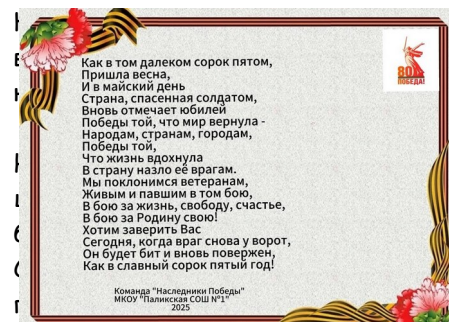 Как в том далеком сорок пятом,
Пришла весна,
И в майский день
Страна, спасенная солдатом,
Вновь отмечает юбилей
Победы той, что мир вернула -
Народам, странам, городам,
Победы той,
Что жизнь вдохнула
В страну назло её врагам.
Мы поклонимся ветеранам,
Живым и павшим в том бою,
В бою за жизнь, свободу, счастье,
В бою за Родину свою!
Хотим заверить Вас
Сегодня, когда враг снова у ворот,
Он будет бит и вновь повержен,
Как в славный сорок пятый год!
Команда "Наследники Победы"
МКОУ "Паликская СОШ №1"
2025
80
ПОБЕДА!